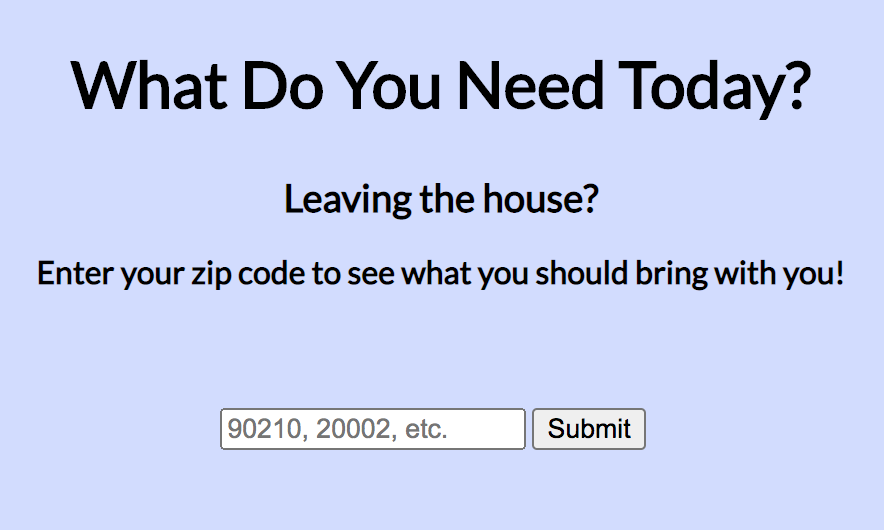 What Do You Need Today?
Leaving the house?
Enter your zip code to see what you should bring with you!
90210, 20002, etc. Submit